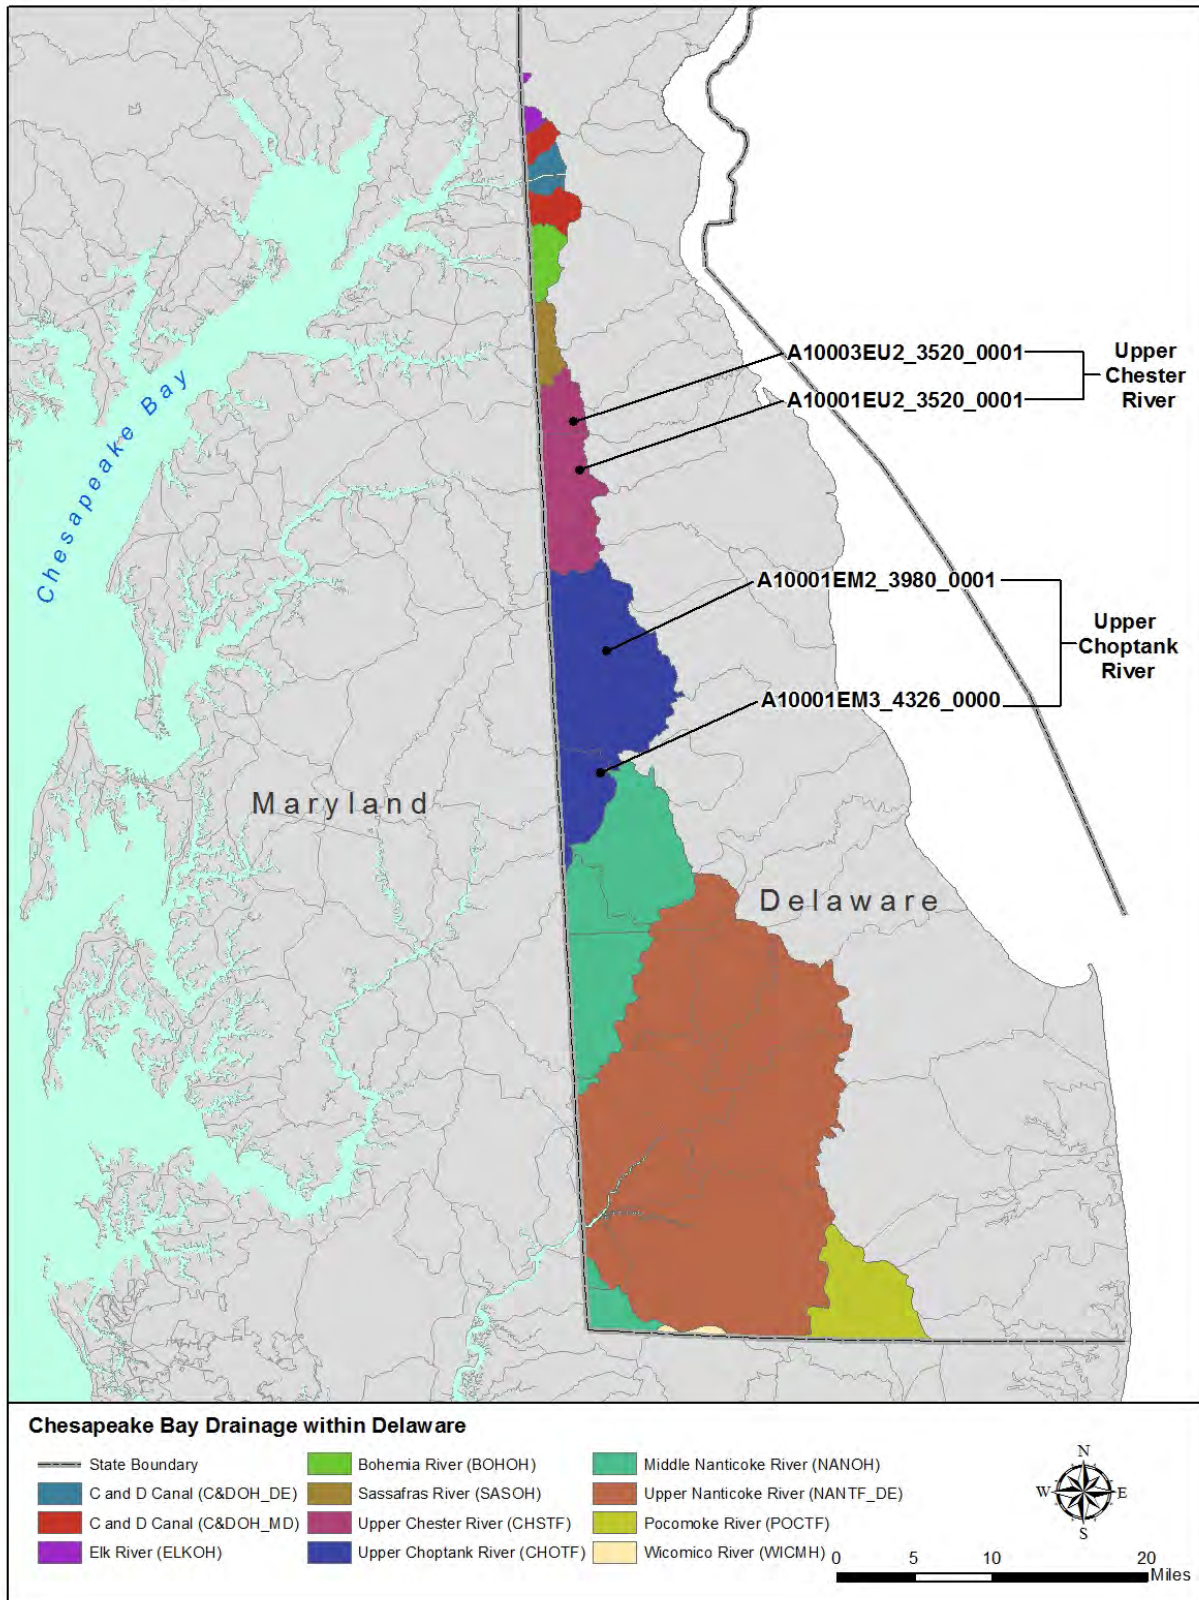 A10003EU2_3520_0001
A10001EU2_3520_0001
Upper
Chester
River
Chesapeake Bay
A10001EM2_3980_0001
A10001EM3_4326_0000
Upper
Choptank
River
Maryland
Delaware
Chesapeake Bay Drainage within Delaware
State Boundary
C and D Canal (C&DOH_DE)
C and D Canal (C&DOH_MD)
Elk River (ELKOH)
Bohemia River (BOHOH)
Sassafras River (SASOH)
Upper Chester River (CHSTF)
Upper Choptank River (CHOTF)
Middle Nanticoke River (NANOH)
Upper Nanticoke River (NANTF_DE)
Pocomoke River (POCTF)
Wicomico River (WICMH)
N
W E
S
0 5 10 20
Miles